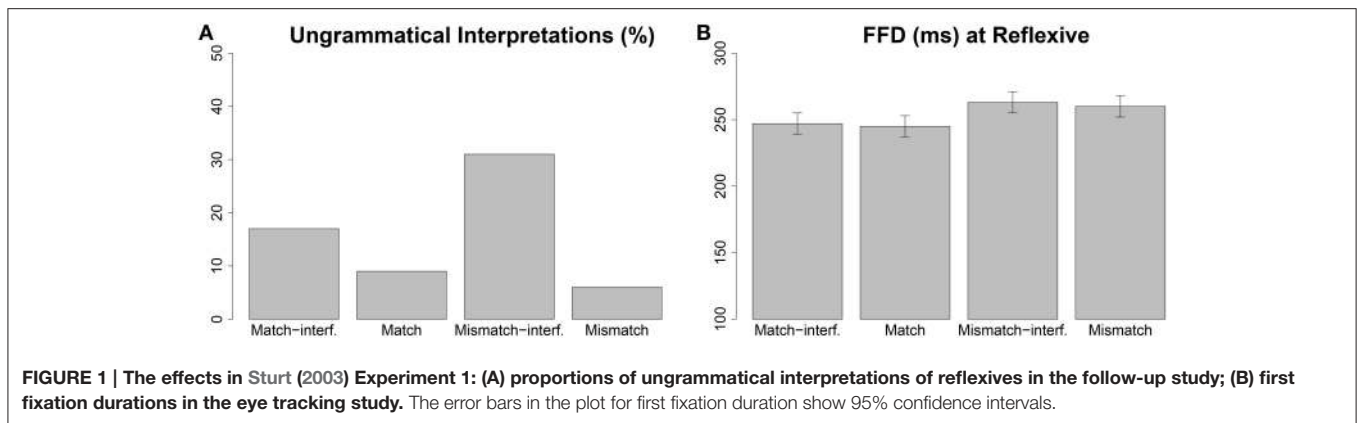 A Ungrammatical Interpretations (%)
50
40
30
20
10
0
Match−interf. Match Mismatch−interf. Mismatch
B FFD (ms) at Reflexive
300
250
200
150
100
Match−interf. Match Mismatch−interf. Mismatch
FIGURE 1 | The effects in Sturt (2003) Experiment 1: (A) proportions of ungrammatical interpretations of reflexives in the follow-up study; (B) first
fixation durations in the eye tracking study. The error bars in the plot for first fixation duration show 95% confidence intervals.